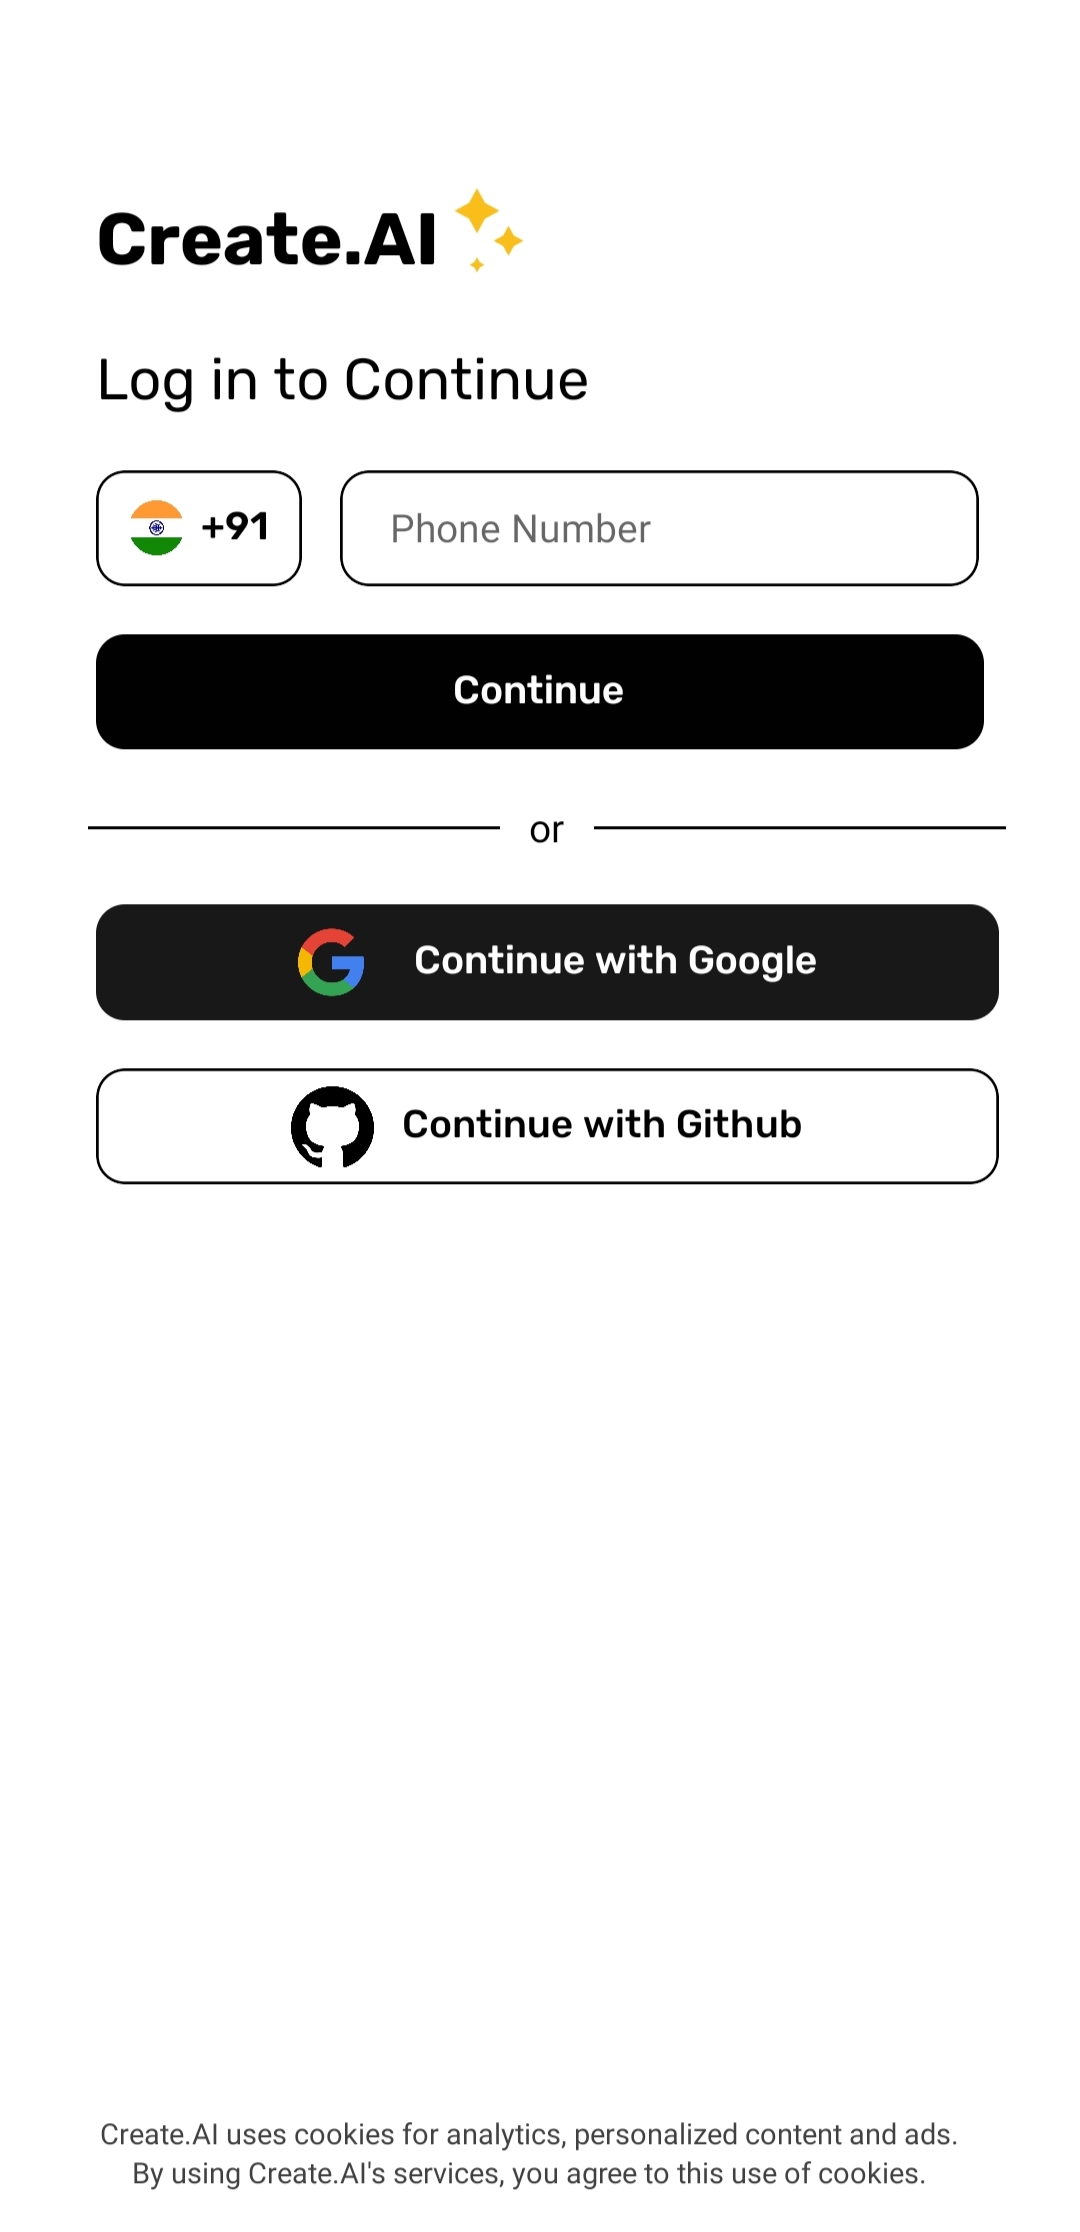 Create.AI
Log in to Continue
+91
Phone Number
Continue
or
Continue with Google
Continue with Github
Create.AI uses cookies for analytics, personalized content and ads.
By using Create.AI's services, you agree to this use of cookies.